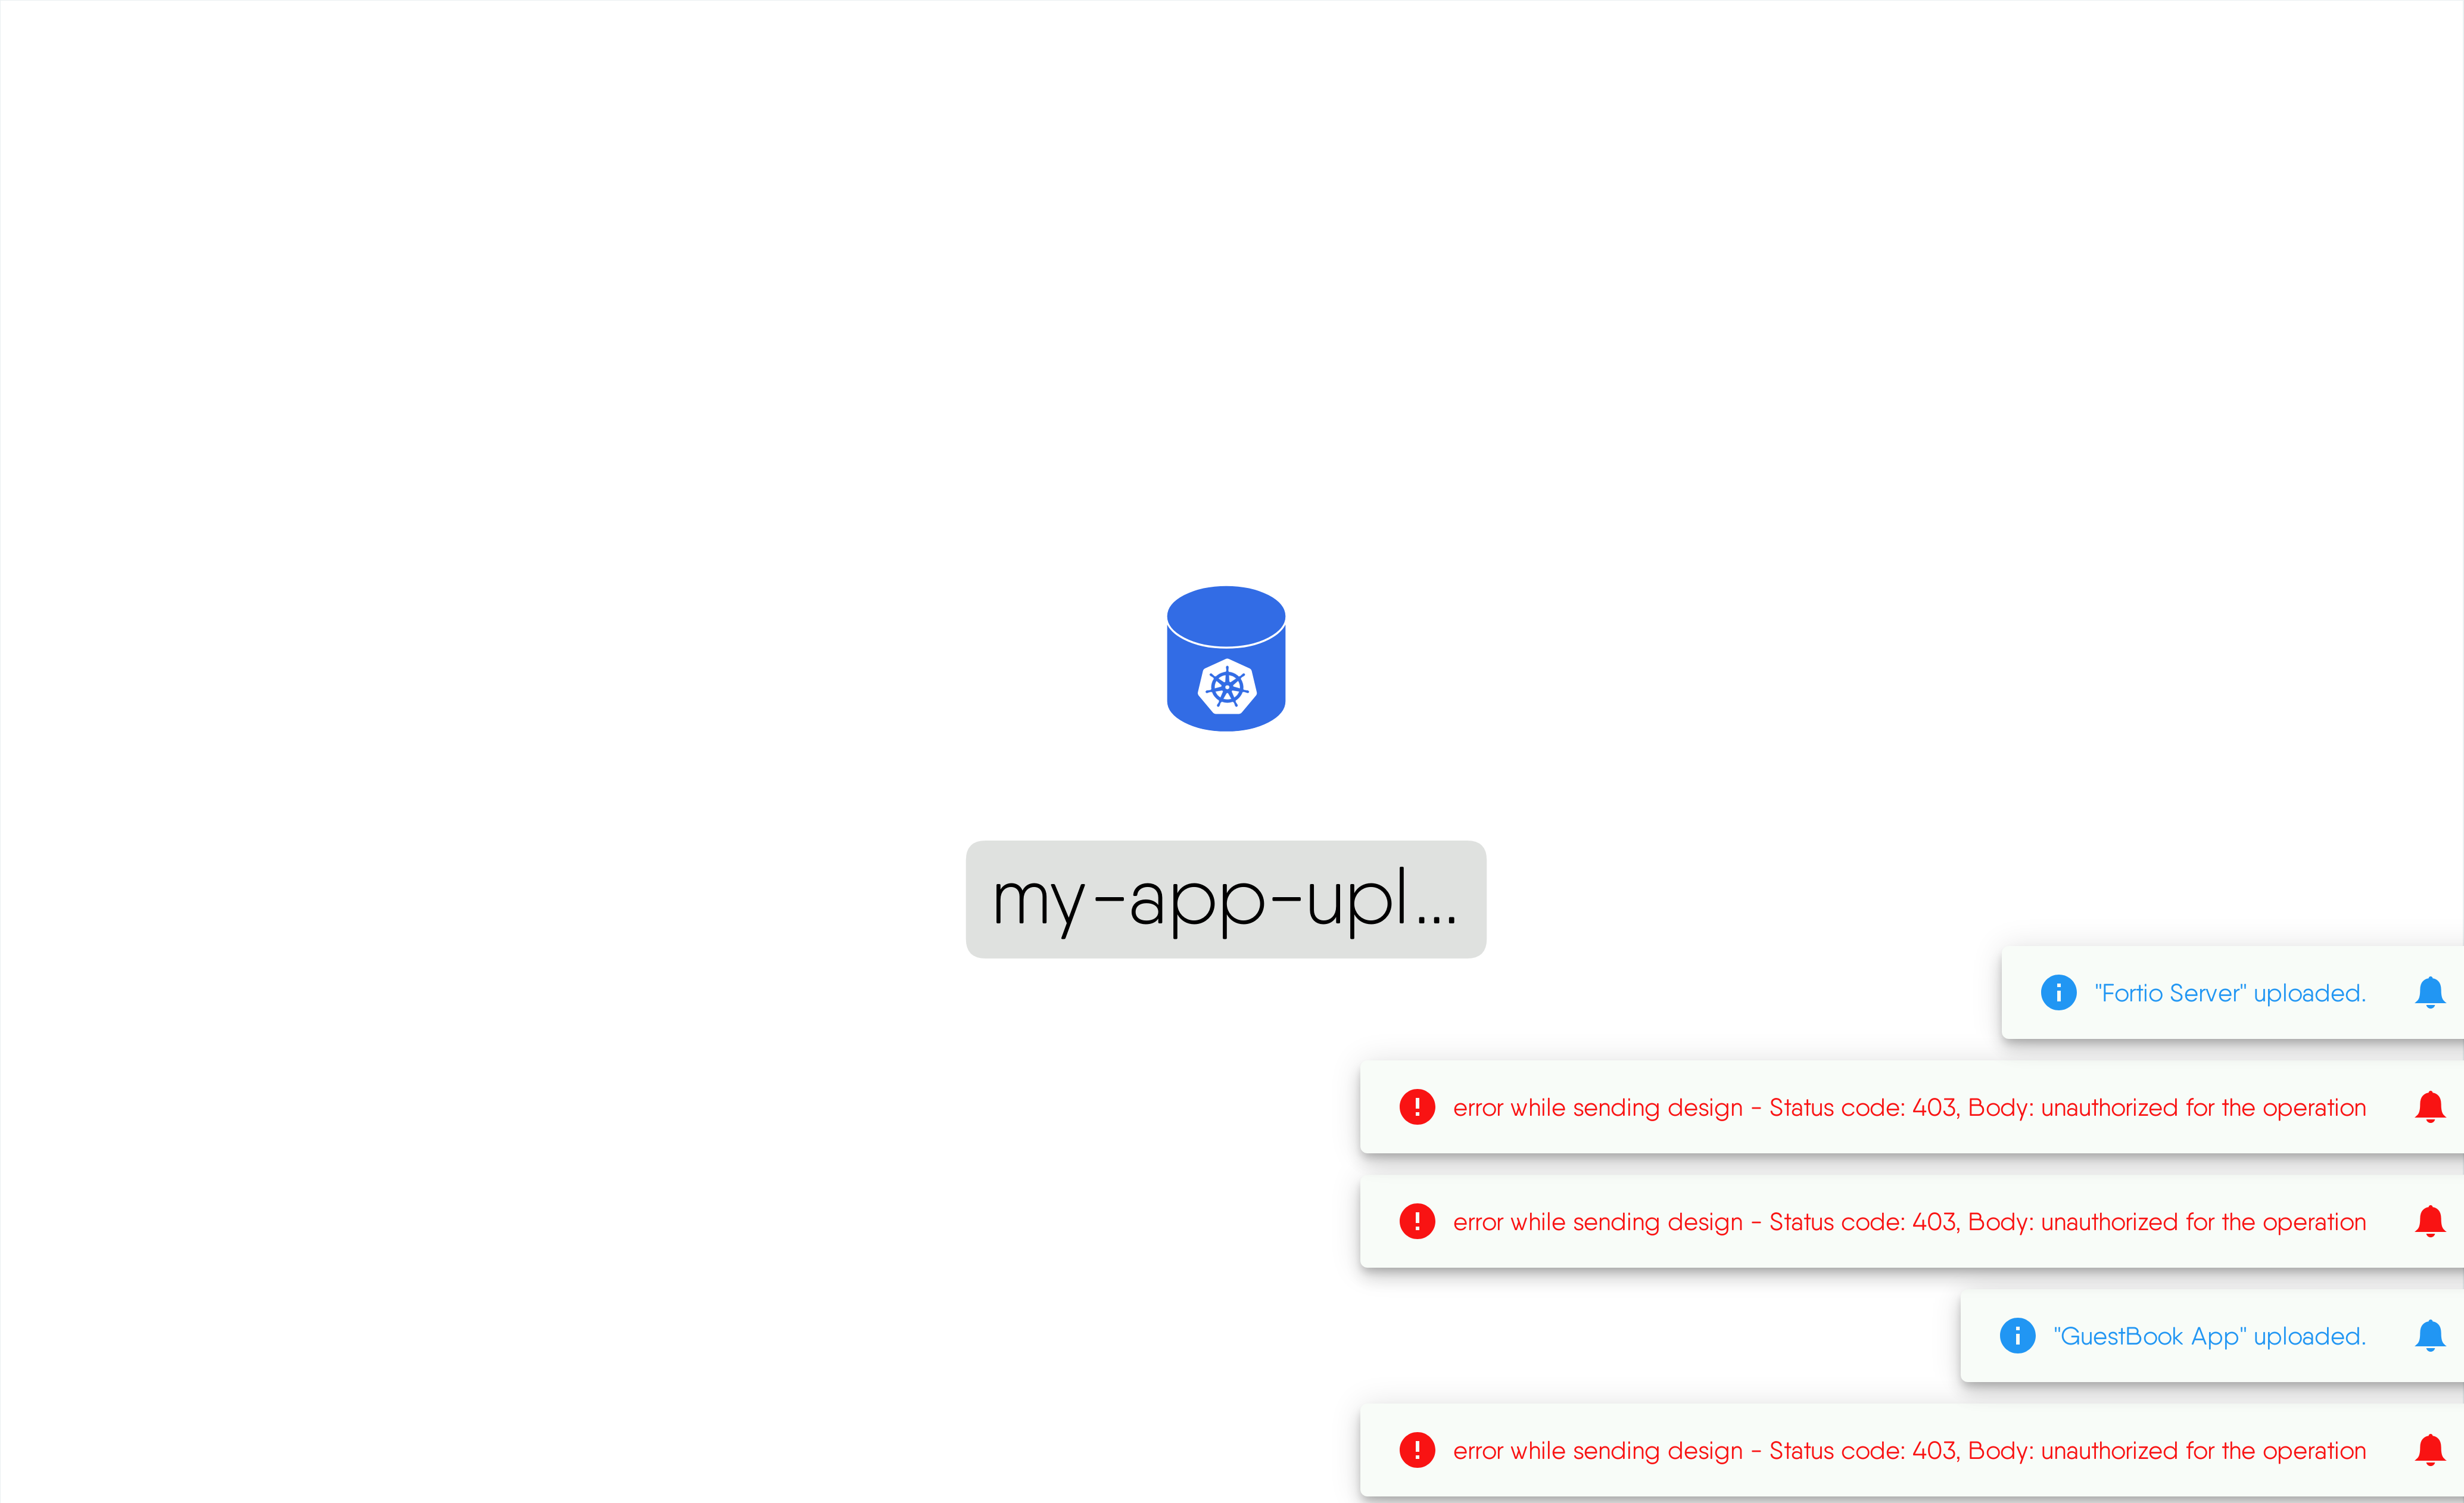 my-app-upl...
"Fortio Server" uploaded.
error while sending design - Status code: 403, Body: unauthorized for the operation
error while sending design - Status code: 403, Body: unauthorized for the operation
"GuestBook App" uploaded.
error while sending design - Status code: 403, Body: unauthorized for the operation